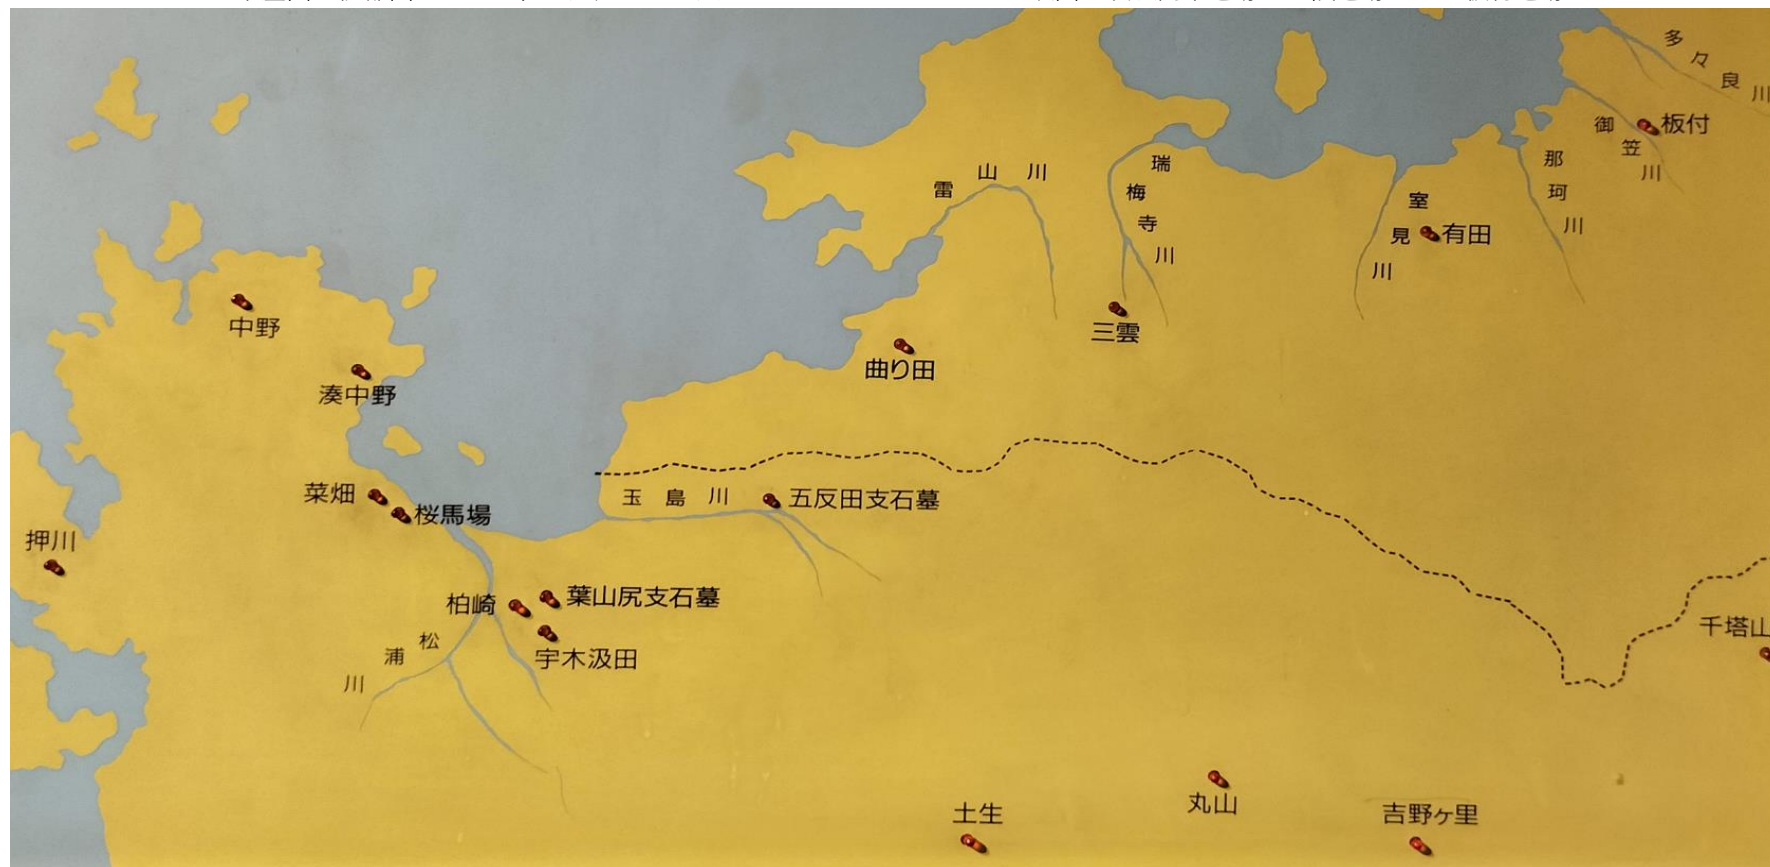 多々良川
板付
御笠川
那珂川
瑞梅寺川
雷山川
室見川
有田
中野
三雲
曲り田
湊中野
菜畑
桜馬場
玉島川
五反田支石墓
押川
柏崎
葉山尻支石墓
松浦川
宇木汲田
千塔山
丸山
土生
吉野ヶ里